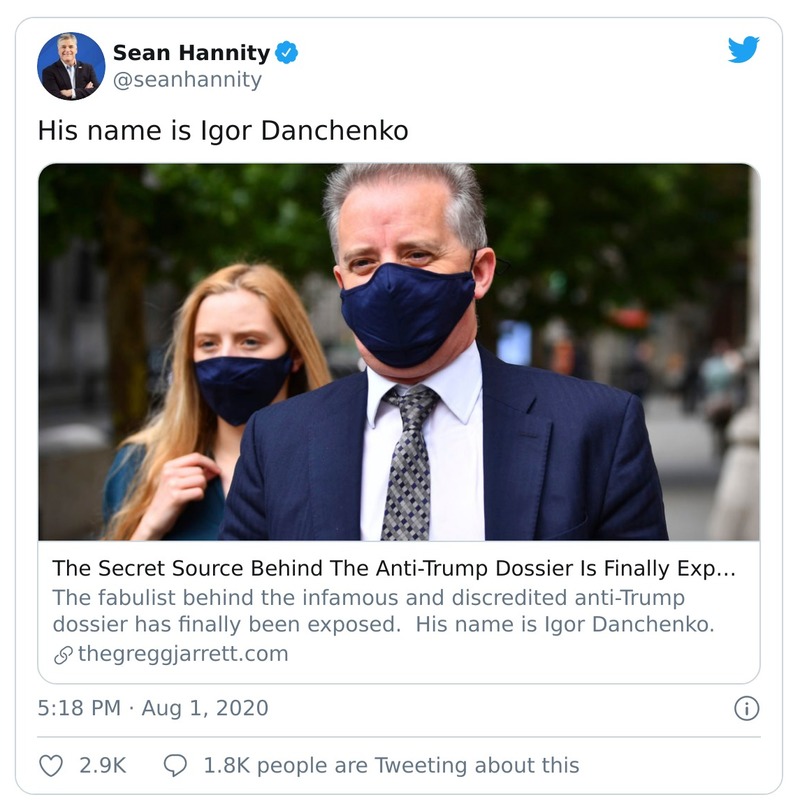 Sean Hannity
@seanhannity
His name is Igor Danchenko
The Secret Source Behind The Anti-Trump Dossier Is Finally Exp...
The fabulist behind the infamous and discredited anti-Trump
dossier has finally been exposed.  His name is Igor Danchenko.
thegreggjarrett.com
5:18 PM · Aug 1, 2020
2.9K 1.8K people are Tweeting about this